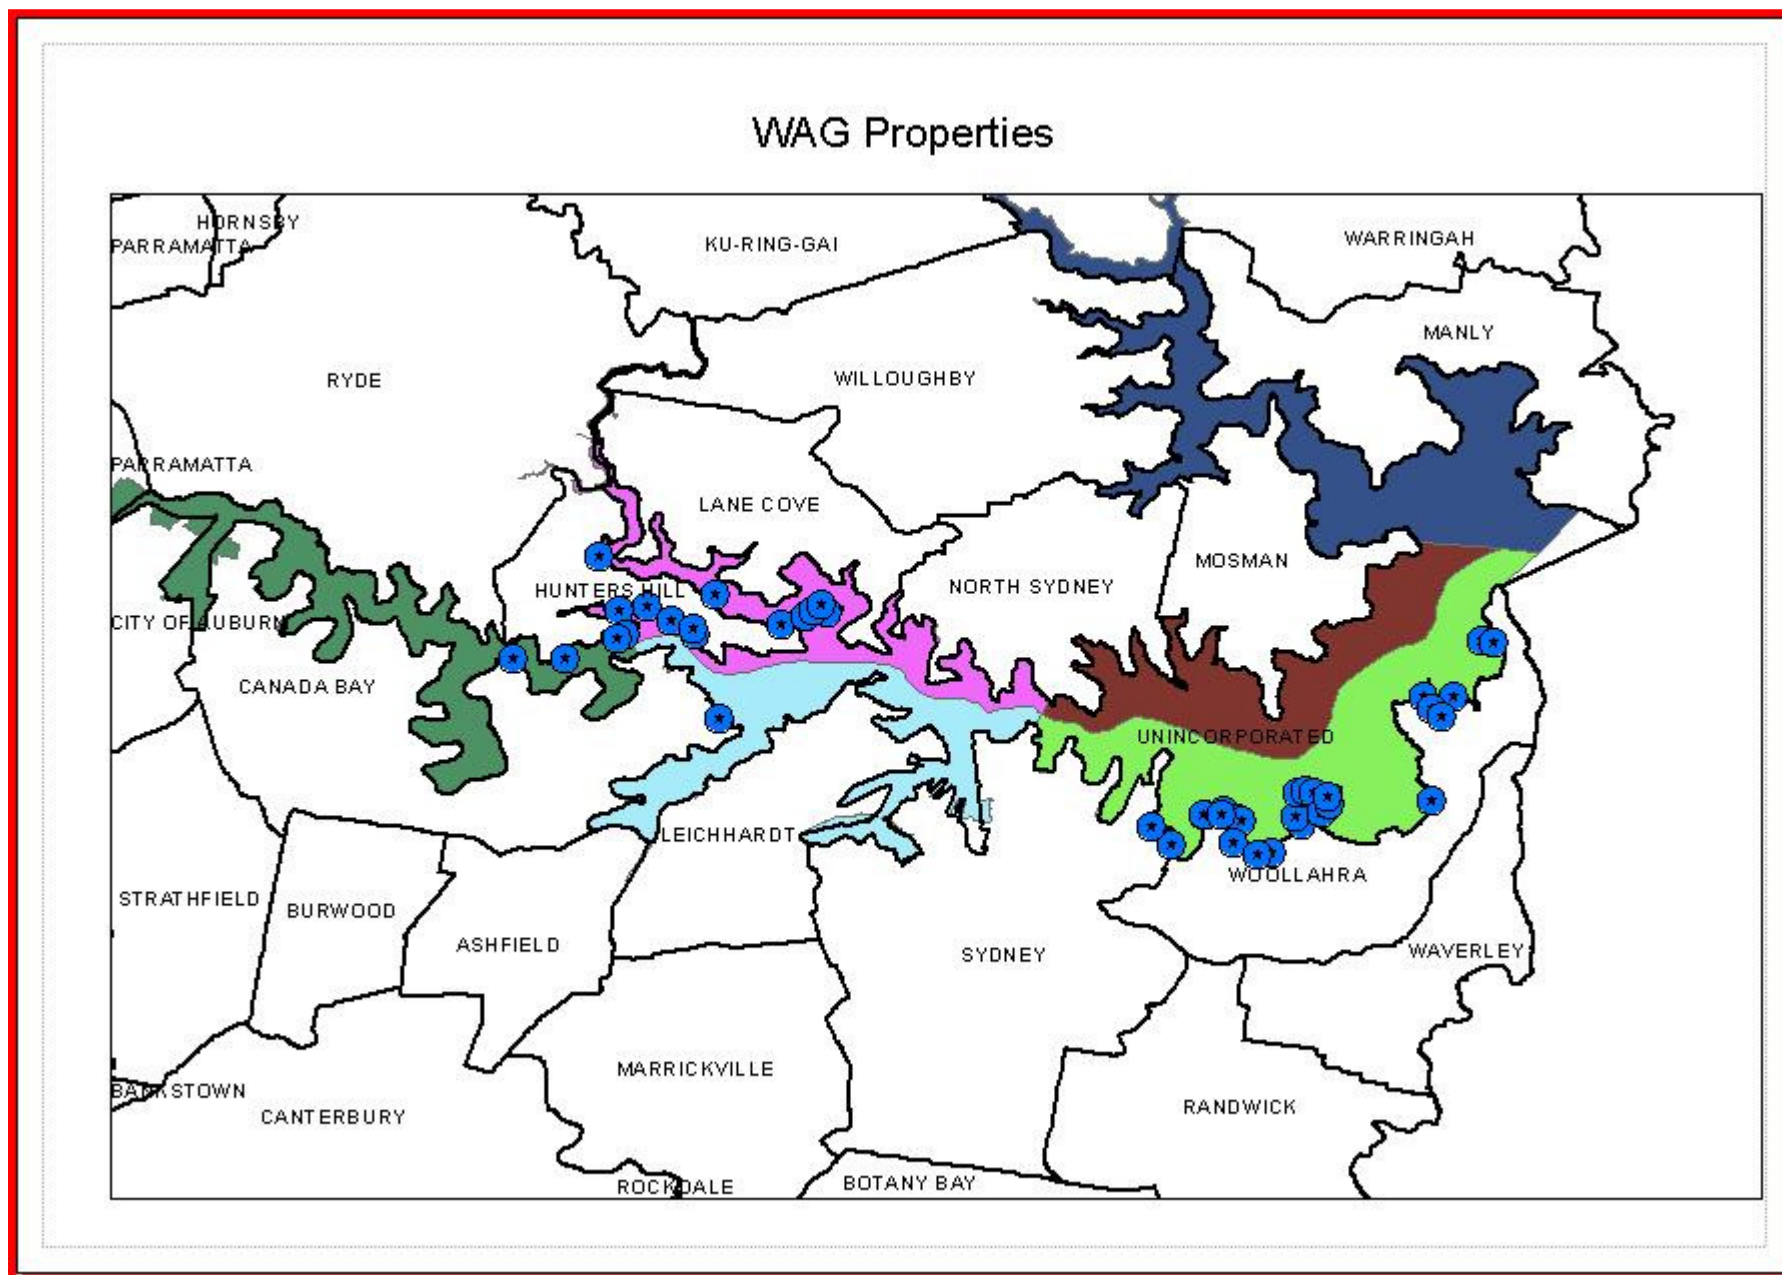 WAG Properties
HORNSBY
PARRAMATTA
KU-RING-GAI
WARRINGAH
MANLY
RYDE
WILLOUGHBY
PARRAMATTA
LANE COVE
MOSMAN
HUNTERS HILL
NORTH SYDNEY
CITY OF AUBURN
CANADA BAY
UNINCORPORATED
LEICHHARDT
WOOLLAHRA
STRATHFIELD
BURWOOD
ASHFIELD
SYDNEY
WAVERLEY
MARRICKVILLE
BANKSTOWN
CANTERBURY
RANDWICK
ROCKDALE
BOTANY BAY